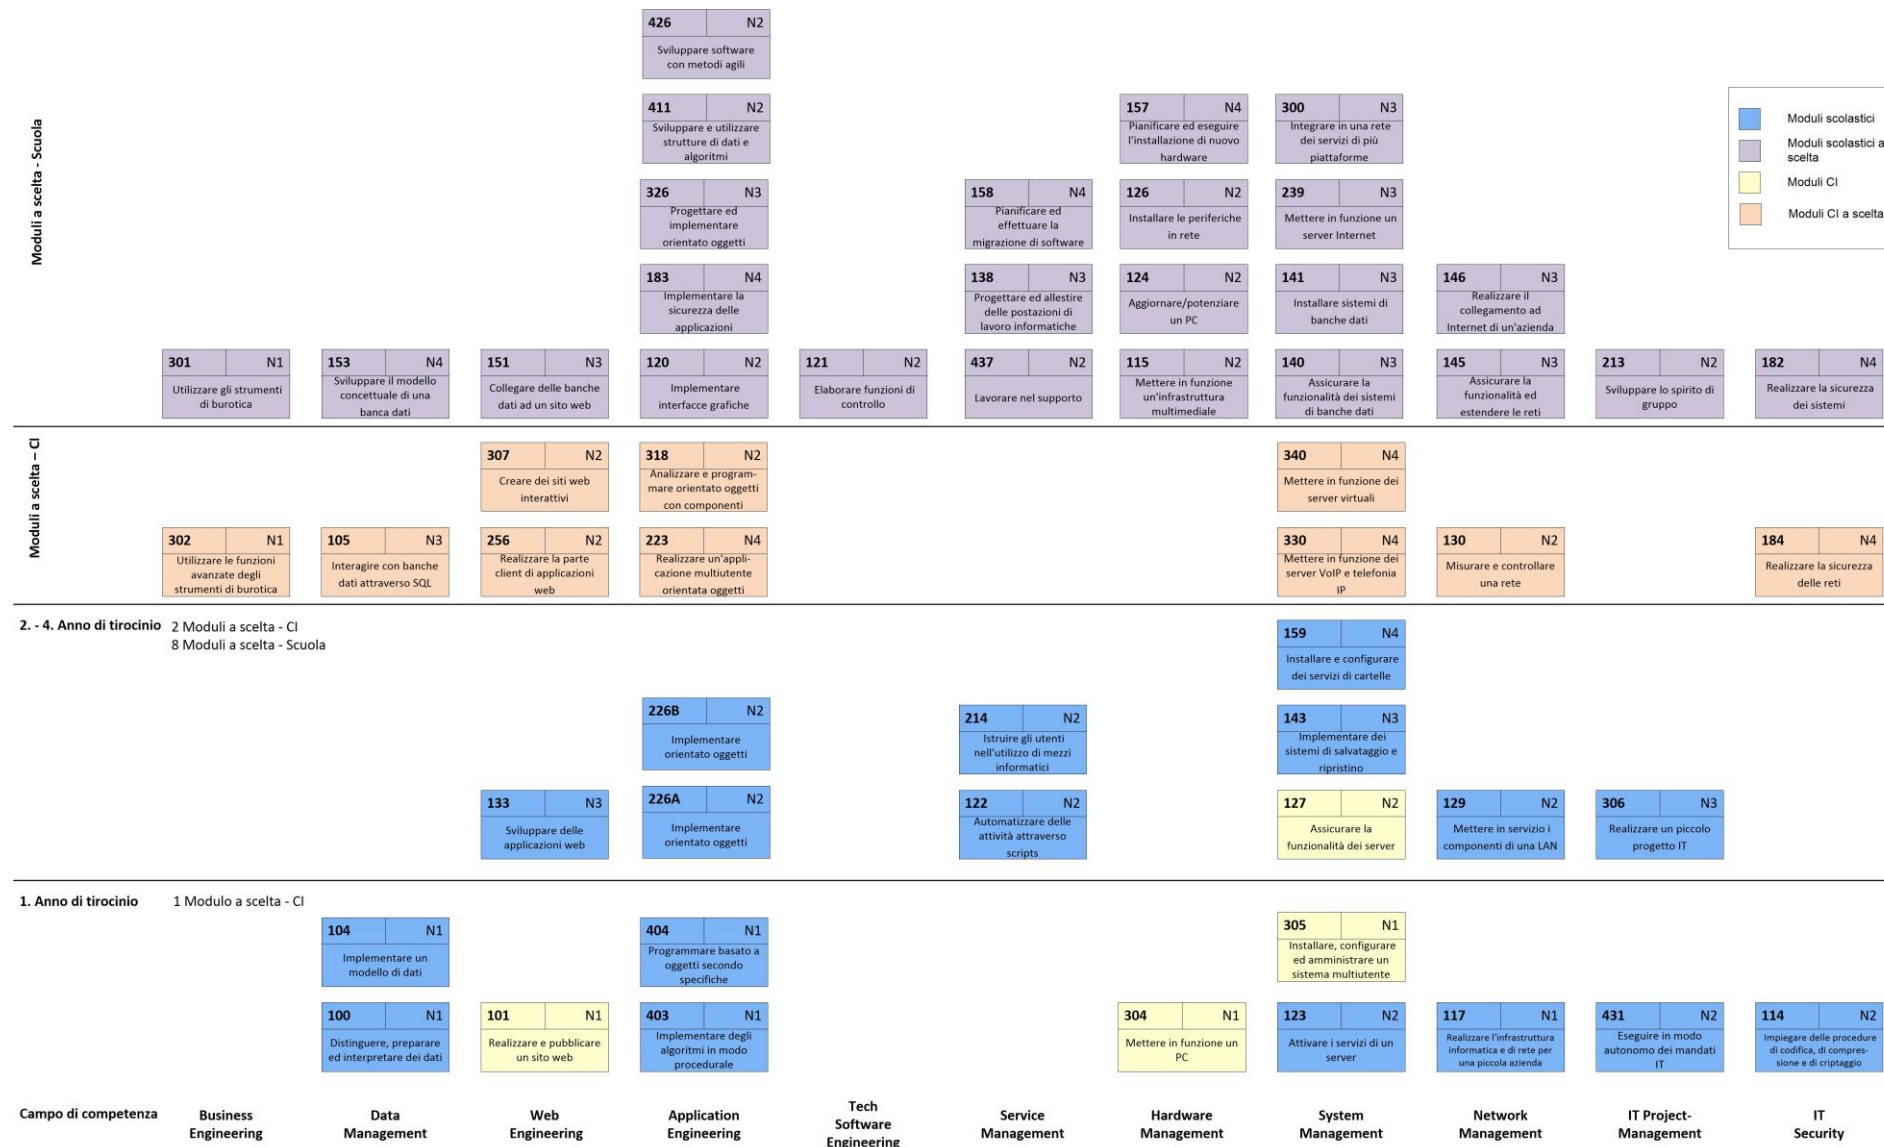 426 N2
Sviluppare software
con metodi agili
411 N2
Sviluppare e utilizzare
strutture di dati e
algoritmi
157 N4
Pianificare ed eseguire
l'installazione di nuovo
hardware
300 N3
Integrare in una rete
dei servizi di più
piattaforme
Moduli scolastici
Moduli scolastici a
scelta
Moduli CI
Moduli CI a scelta
Moduli a scelta - Scuola
326 N3
Progettare ed
implementare
orientato oggetti
158 N4
Pianificare ed
effettuare la
migrazione di software
126 N2
Installare le periferiche
in rete
239 N3
Mettere in funzione un
server Internet
183 N4
Implementare la
sicurezza delle
applicazioni
138 N3
Progettare ed allestire
delle postazioni di
lavoro informatiche
124 N2
Aggiornare/potenziare
un PC
141 N3
Installare sistemi di
banche dati
146 N3
Realizzare il
collegamento ad
Internet di un'azienda
301 N1
Utilizzare gli strumenti
di burotica
153 N4
Sviluppare il modello
concettuale di una
banca dati
151 N3
Collegare delle banche
dati ad un sito web
120 N2
Implementare
interfacce grafiche
121 N2
Elaborare funzioni di
controllo
437 N2
Lavorare nel supporto
115 N2
Mettere in funzione
un'infrastruttura
multimediale
140 N3
Assicurare la
funzionalità dei sistemi
di banche dati
145 N3
Assicurare la
funzionalità ed
estendere le reti
213 N2
Sviluppare lo spirito di
gruppo
182 N4
Realizzare la sicurezza
dei sistemi
Moduli a scelta – CI
307 N2
Creare dei siti web
interattivi
318 N2
Analizzare e program-
mare orientato oggetti
con componenti
340 N4
Mettere in funzione dei
server virtuali
302 N1
Utilizzare le funzioni
avanzate degli
strumenti di burotica
105 N3
Interagire con banche
dati attraverso SQL
256 N2
Realizzare la parte
client di applicazioni
web
223 N4
Realizzare un'appli-
cazione multiutente
orientata oggetti
330 N4
Mettere in funzione dei
server VoIP e telefonia
IP
130 N2
Misurare e controllare
una rete
184 N4
Realizzare la sicurezza
delle reti
2. - 4. Anno di tirocinio 2 Moduli a scelta - CI
8 Moduli a scelta - Scuola
159 N4
Installare e configurare
dei servizi di cartelle
226B N2
Implementare
orientato oggetti
214 N2
Istruire gli utenti
nell'utilizzo di mezzi
informatici
143 N3
Implementare dei
sistemi di salvataggio e
ripristino
133 N3
Sviluppare delle
applicazioni web
226A N2
Implementare
orientato oggetti
122 N2
Automatizzare delle
attività attraverso
scripts
127 N2
Assicurare la
funzionalità dei server
129 N2
Mettere in servizio i
componenti di una LAN
306 N3
Realizzare un piccolo
progetto IT
1. Anno di tirocinio 1 Modulo a scelta - CI
104 N1
Implementare un
modello di dati
404 N1
Programmare basato a
oggetti secondo
specifiche
305 N1
Installare, configurare
ed amministrare un
sistema multiutente
100 N1
Distinguere, preparare
ed interpretare dei dati
101 N1
Realizzare e pubblicare
un sito web
403 N1
Implementare degli
algoritmi in modo
procedurale
304 N1
Mettere in funzione un
PC
123 N2
Attivare i servizi di un
server
117 N1
Realizzare l'infrastruttura
informatica e di rete per
una piccola azienda
431 N2
Eseguire in modo
autonomo dei mandati
IT
114 N2
Impiegare delle procedure
di codifica, di compres-
sione e di criptaggio
Campo di competenza
Business
Engineering
Data
Management
Web
Engineering
Application
Engineering
Tech
Software
Engineering
Service
Management
Hardware
Management
System
Management
Network
Management
IT Project-
Management
IT
Security